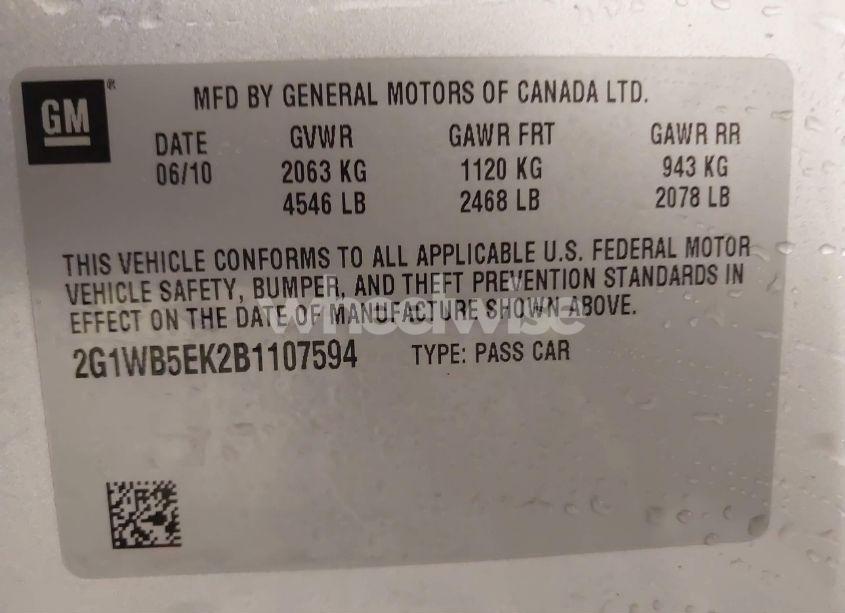 GM ®
MFD BY GENERAL MOTORS OF CANADA LTD.
DATE GVWR GAWR FRT GAWR RR
06/10 2063 KG 1120 KG 943 KG
4546 LB 2468 LB 2078 LB
THIS VEHICLE CONFORMS TO ALL APPLICABLE U.S. FEDERAL MOTOR
VEHICLE SAFETY, BUMPER, AND THEFT PREVENTION STANDARDS IN
EFFECT ON THE DATE OF MANUFACTURE SHOWN ABOVE.
wheelwise
2G1WB5EK2B1107594 TYPE: PASS CAR